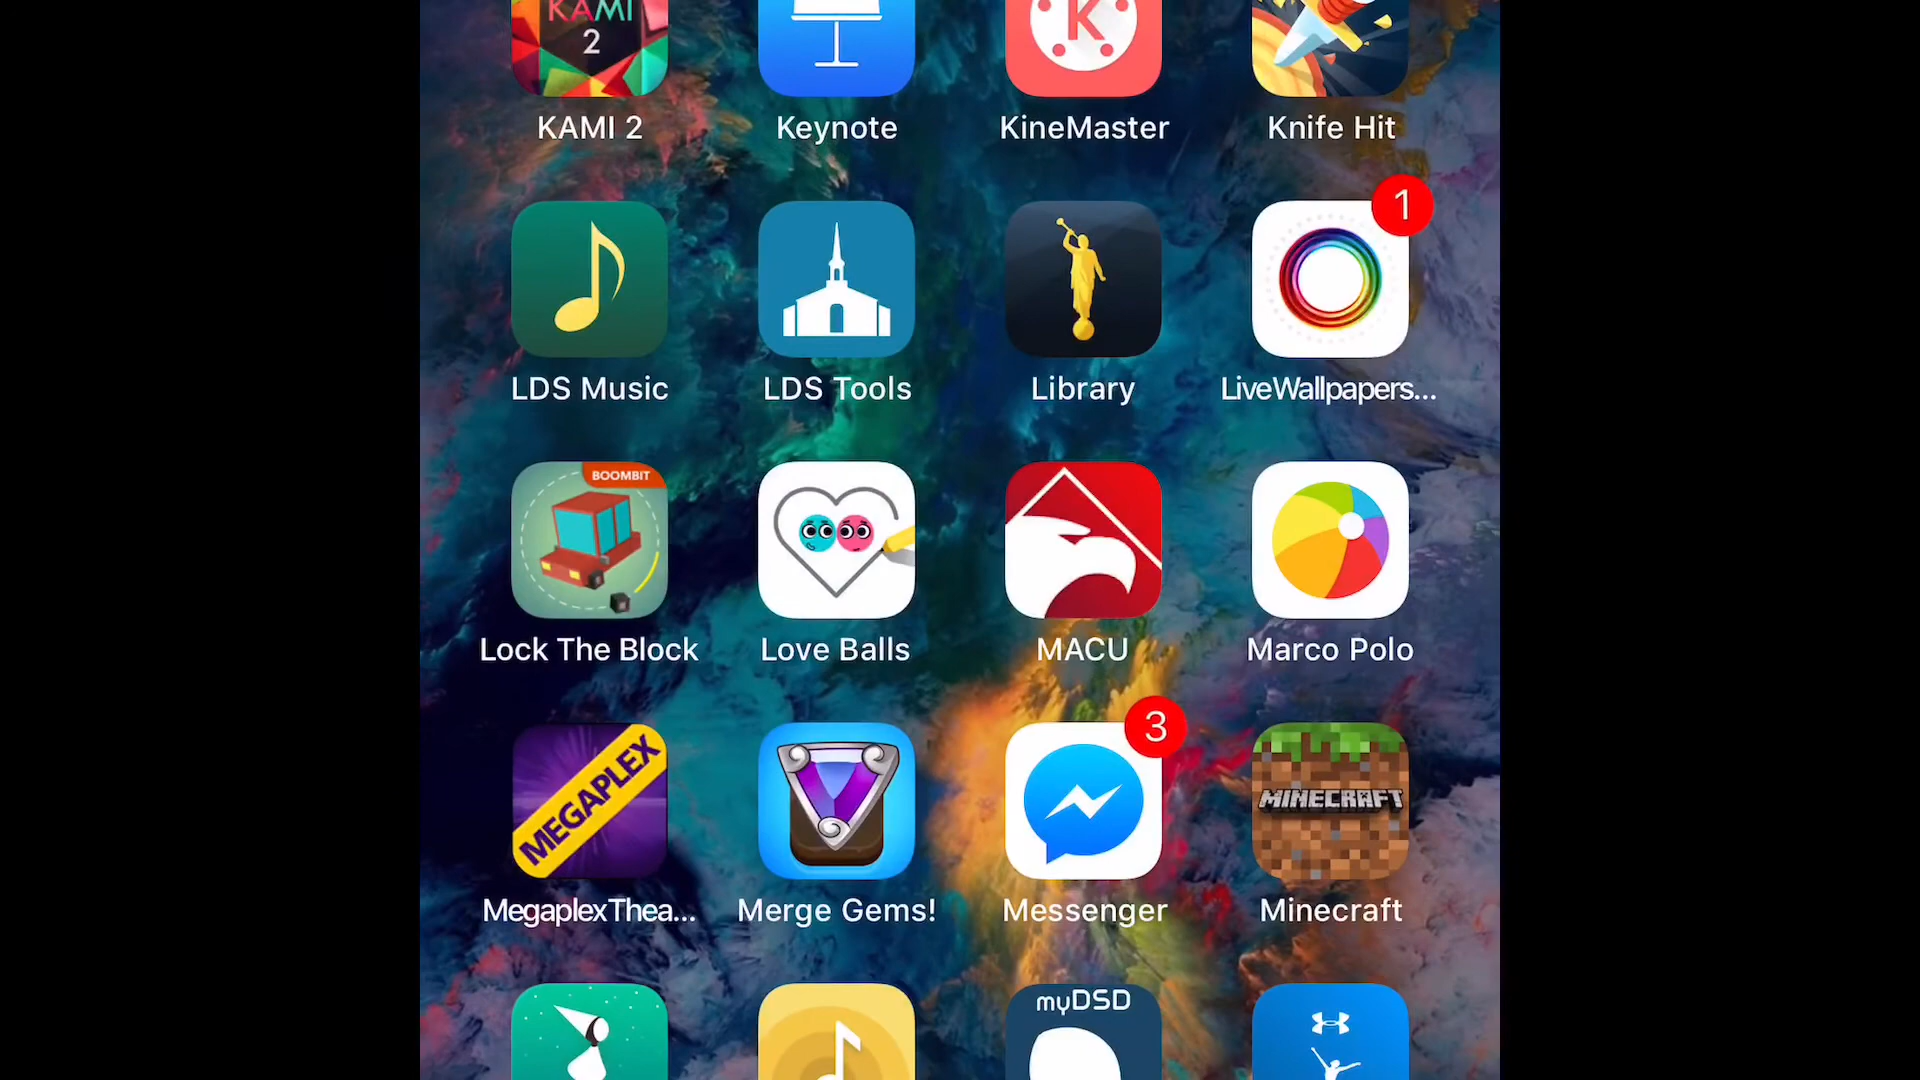 KAMI
2
K
KAMI 2
Keynote
KineMaster
Knife Hit
1
LDS Music
LDS Tools
Library
LiveWallpapers...
BOOMBIT
Lock The Block
Love Balls
MACU
Marco Polo
MEGAPLEX
3
MINECRAFT
MegaplexThea...
Merge Gems!
Messenger
Minecraft
myDSD